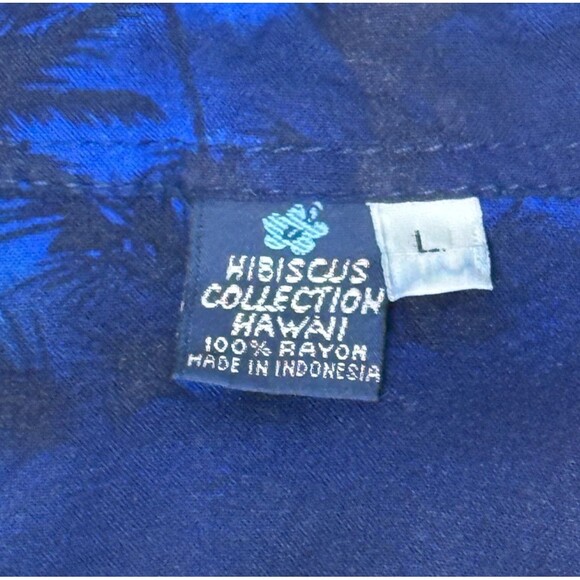 HIBISCUS
COLLECTION
HAWAII
100% RAYON
MADE IN INDONESIA
L